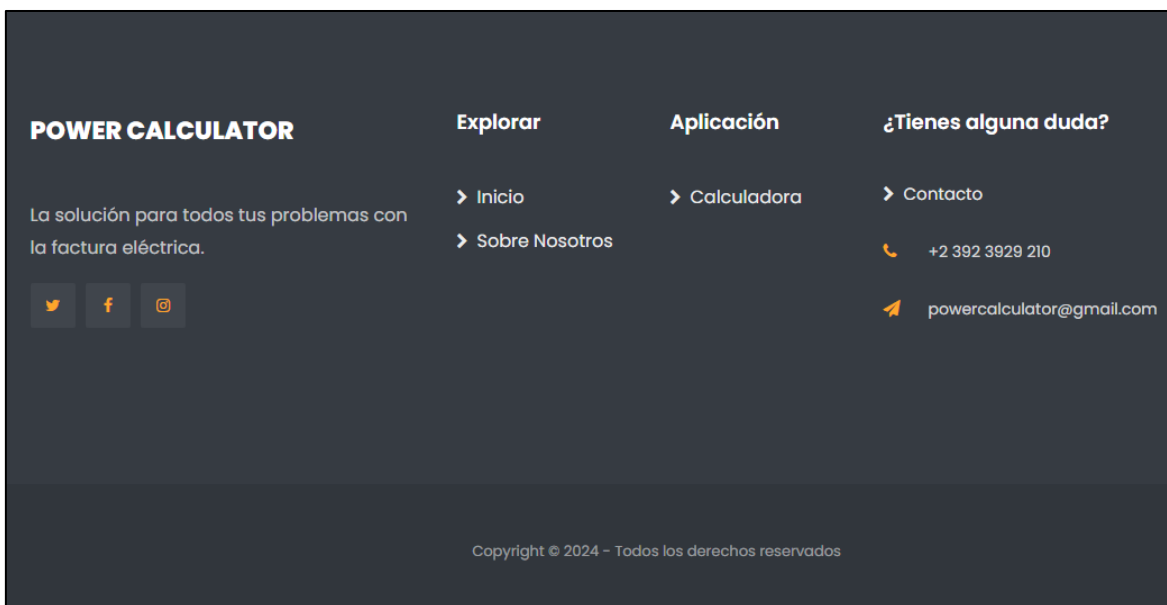 POWER CALCULATOR
La solución para todos tus problemas con
la factura eléctrica.
Explorar
Inicio
Sobre Nosotros
Aplicación
Calculadora
¿Tienes alguna duda?
Contacto
+2 392 3929 210
powercalculator@gmail.com
Copyright © 2024 - Todos los derechos reservados